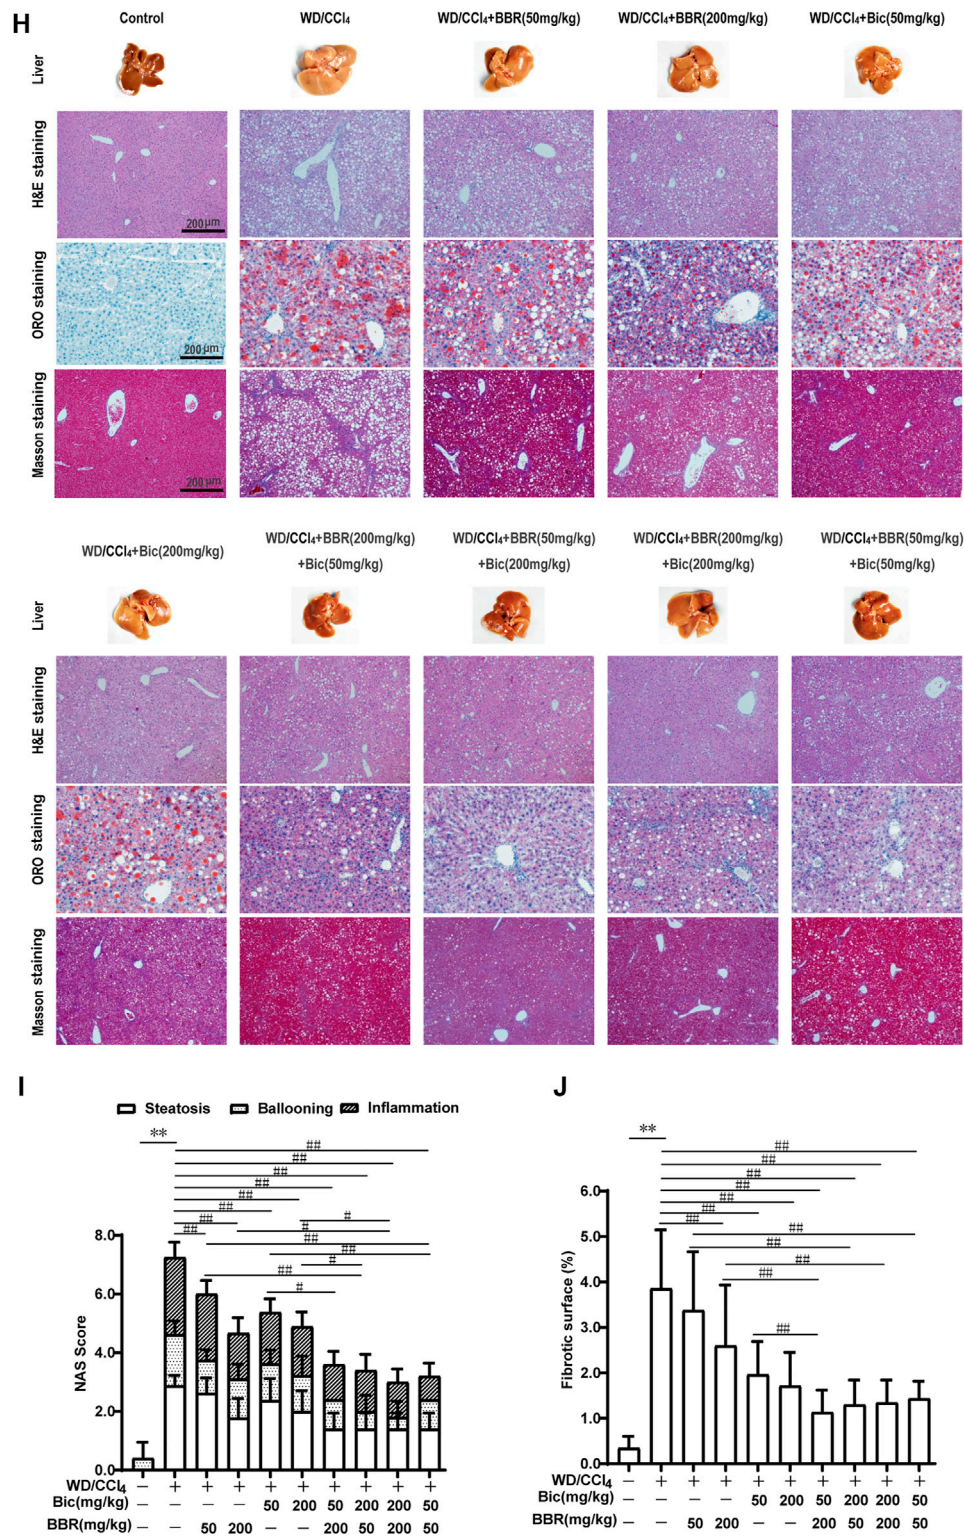 H
Control WD/CCl₄ WD/CCl₄+BBR(50mg/kg) WD/CCl₄+BBR(200mg/kg) WD/CCl₄+Bic(50mg/kg)
Liver
H&E staining
200 μm
ORO staining
200 μm
Masson staining
200 μm
WD/CCl₄+Bic(200mg/kg) WD/CCl₄+BBR(200mg/kg) WD/CCl₄+BBR(50mg/kg) WD/CCl₄+BBR(200mg/kg) WD/CCl₄+BBR(50mg/kg)
+Bic(50mg/kg) +Bic(200mg/kg) +Bic(200mg/kg) +Bic(50mg/kg)
Liver
H&E staining
ORO staining
Masson staining
I
Steatosis Ballooning Inflammation
**
##
##
##
##
##
##
#
##
#
##
##
##
#
##
#
NAS Score
8.0
6.0
4.0
2.0
0.0
WD/CCl₄ — + + + + + + + + +
Bic(mg/kg) — — — — 50 200 50 200 200 50
BBR(mg/kg) — — 50 200 — — 200 50 200 50
J
**
##
##
##
##
##
##
##
##
##
##
##
##
Fibrotic surface (%)
6.0
4.0
2.0
1.0
0.0
WD/CCl₄ — + + + + + + + + +
Bic(mg/kg) — — — — 50 200 50 200 200 50
BBR(mg/kg) — — 50 200 — — 200 50 200 50